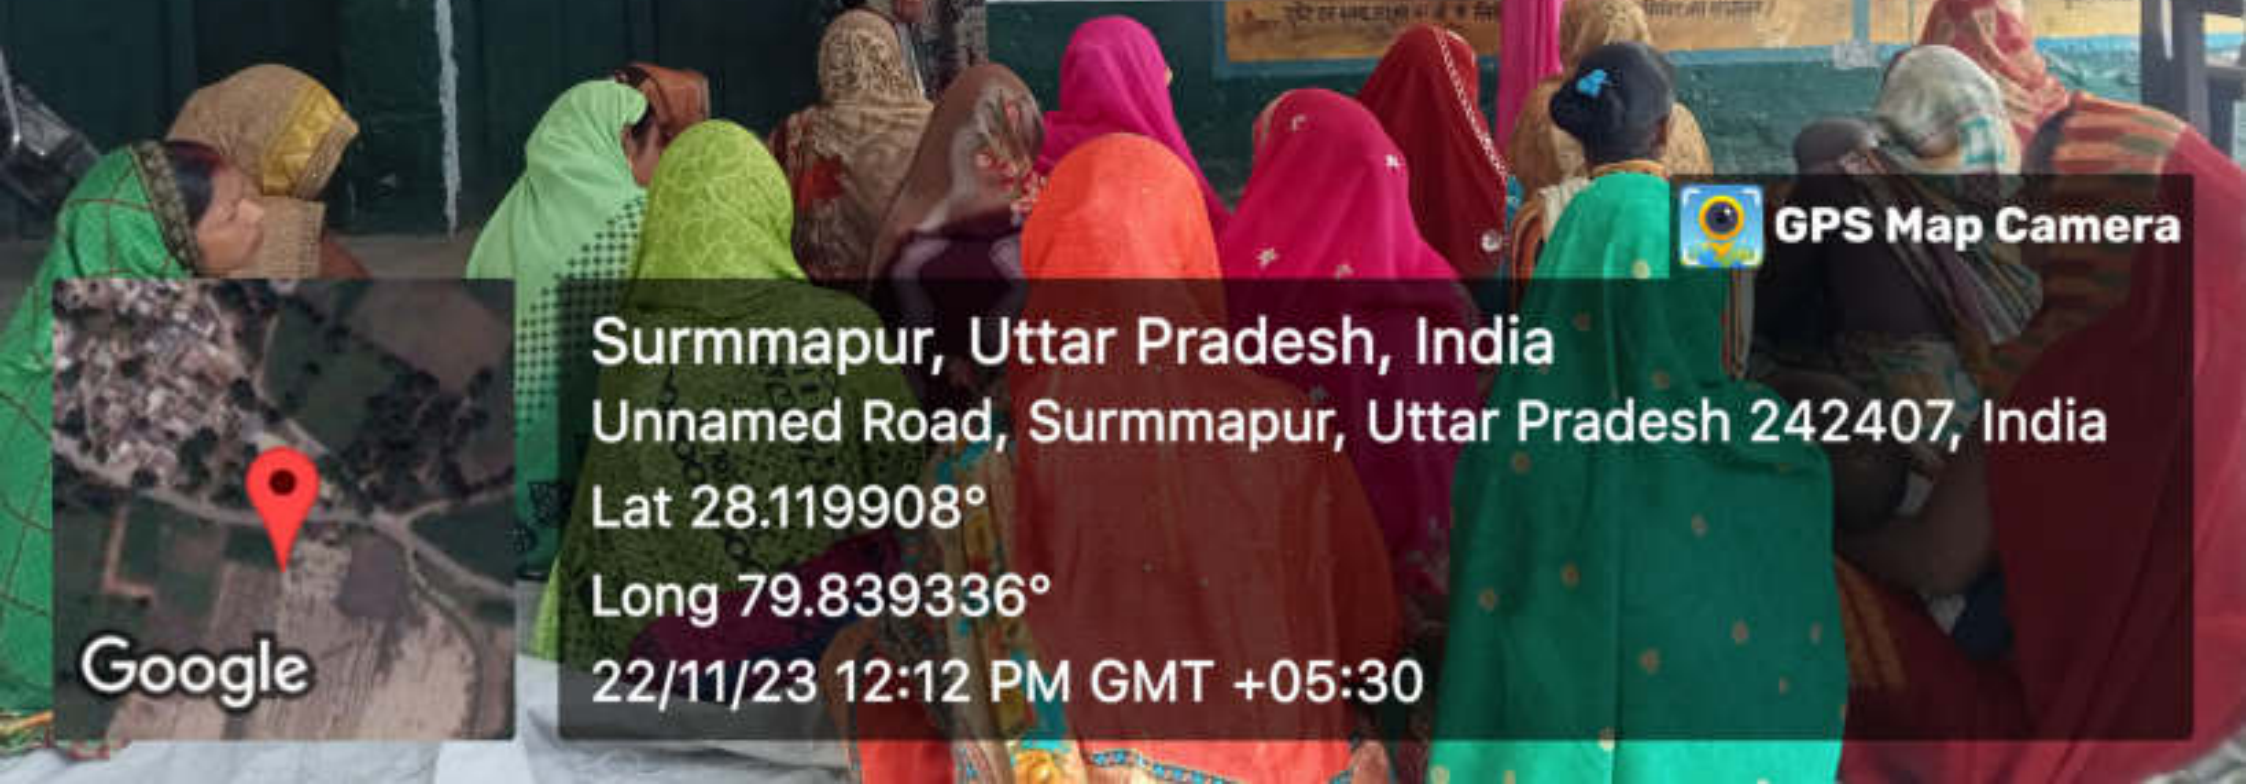 GPS Map Camera
Surmmapur, Uttar Pradesh, India
Unnamed Road, Surmmapur, Uttar Pradesh 242407, India
Lat 28.119908°
Long 79.839336°
22/11/23 12:12 PM GMT +05:30
Google